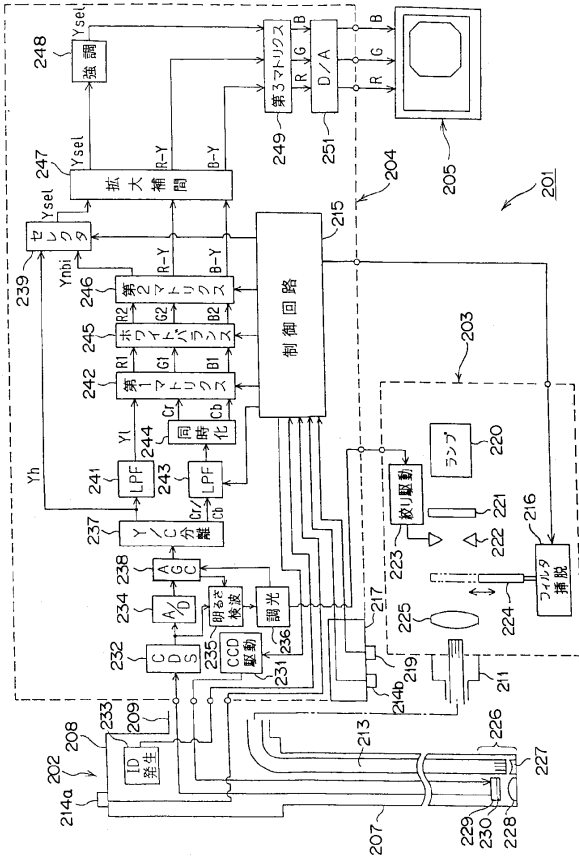 201
202
208
209
233
ID発生
214a
207
213
226
227
228
229
230
232
CDS
234
A/D
238
AGC
235
明るさ検波
236
調光
231
CCD駆動
237
Y/C分離
Yh
241
LPF
Yl
243
LPF
Cr/
Cb
244
同時化
Cr
Cb
242
第1マトリクス
R1
G1
B1
245
ホワイトバランス
R2
G2
B2
246
第2マトリクス
Ynbi
R-Y
B-Y
239
セレクタ
Ysel
247
拡大補間
Ysel
R-Y
B-Y
248
強調
Ysel
249
第3マトリクス
R
G
B
251
D/A
R
G
B
205
204
215
制御回路
217
219
214b
211
203
223
絞り駆動
220
ランプ
221
222
224
225
216
フィルタ
挿脱